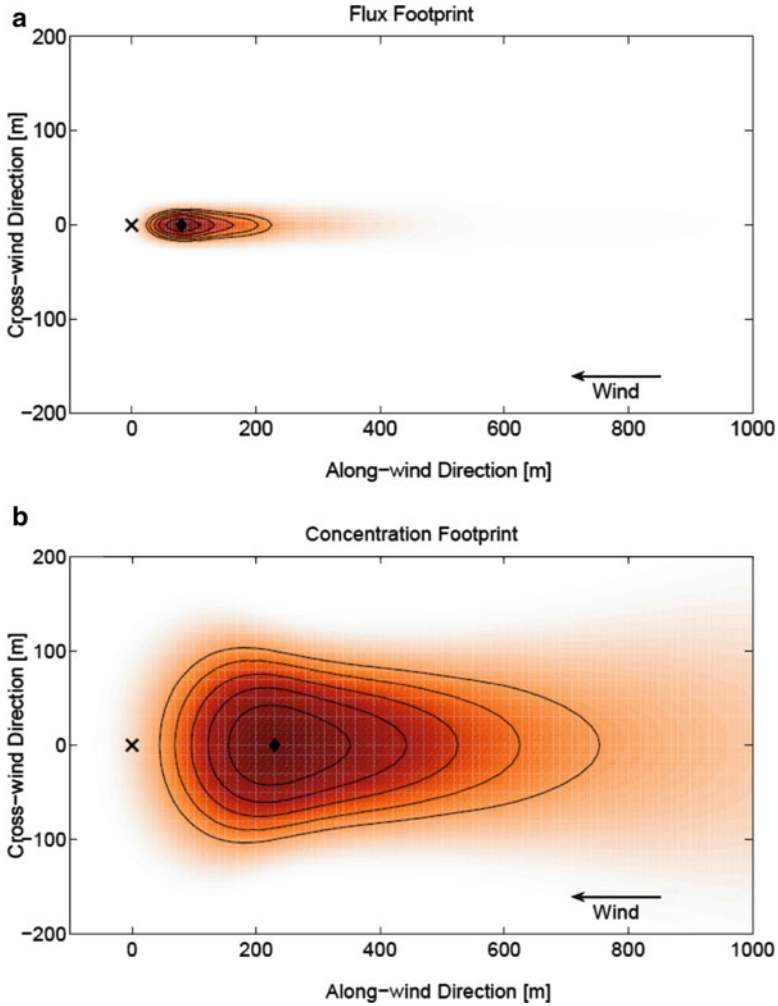 a
Flux Footprint
200
100
0
−100
−200
Cross−wind Direction [m]
Wind
0 200 400 600 800 1000
Along−wind Direction [m]
b
Concentration Footprint
200
100
0
−100
−200
Cross−wind Direction [m]
Wind
0 200 400 600 800 1000
Along−wind Direction [m]